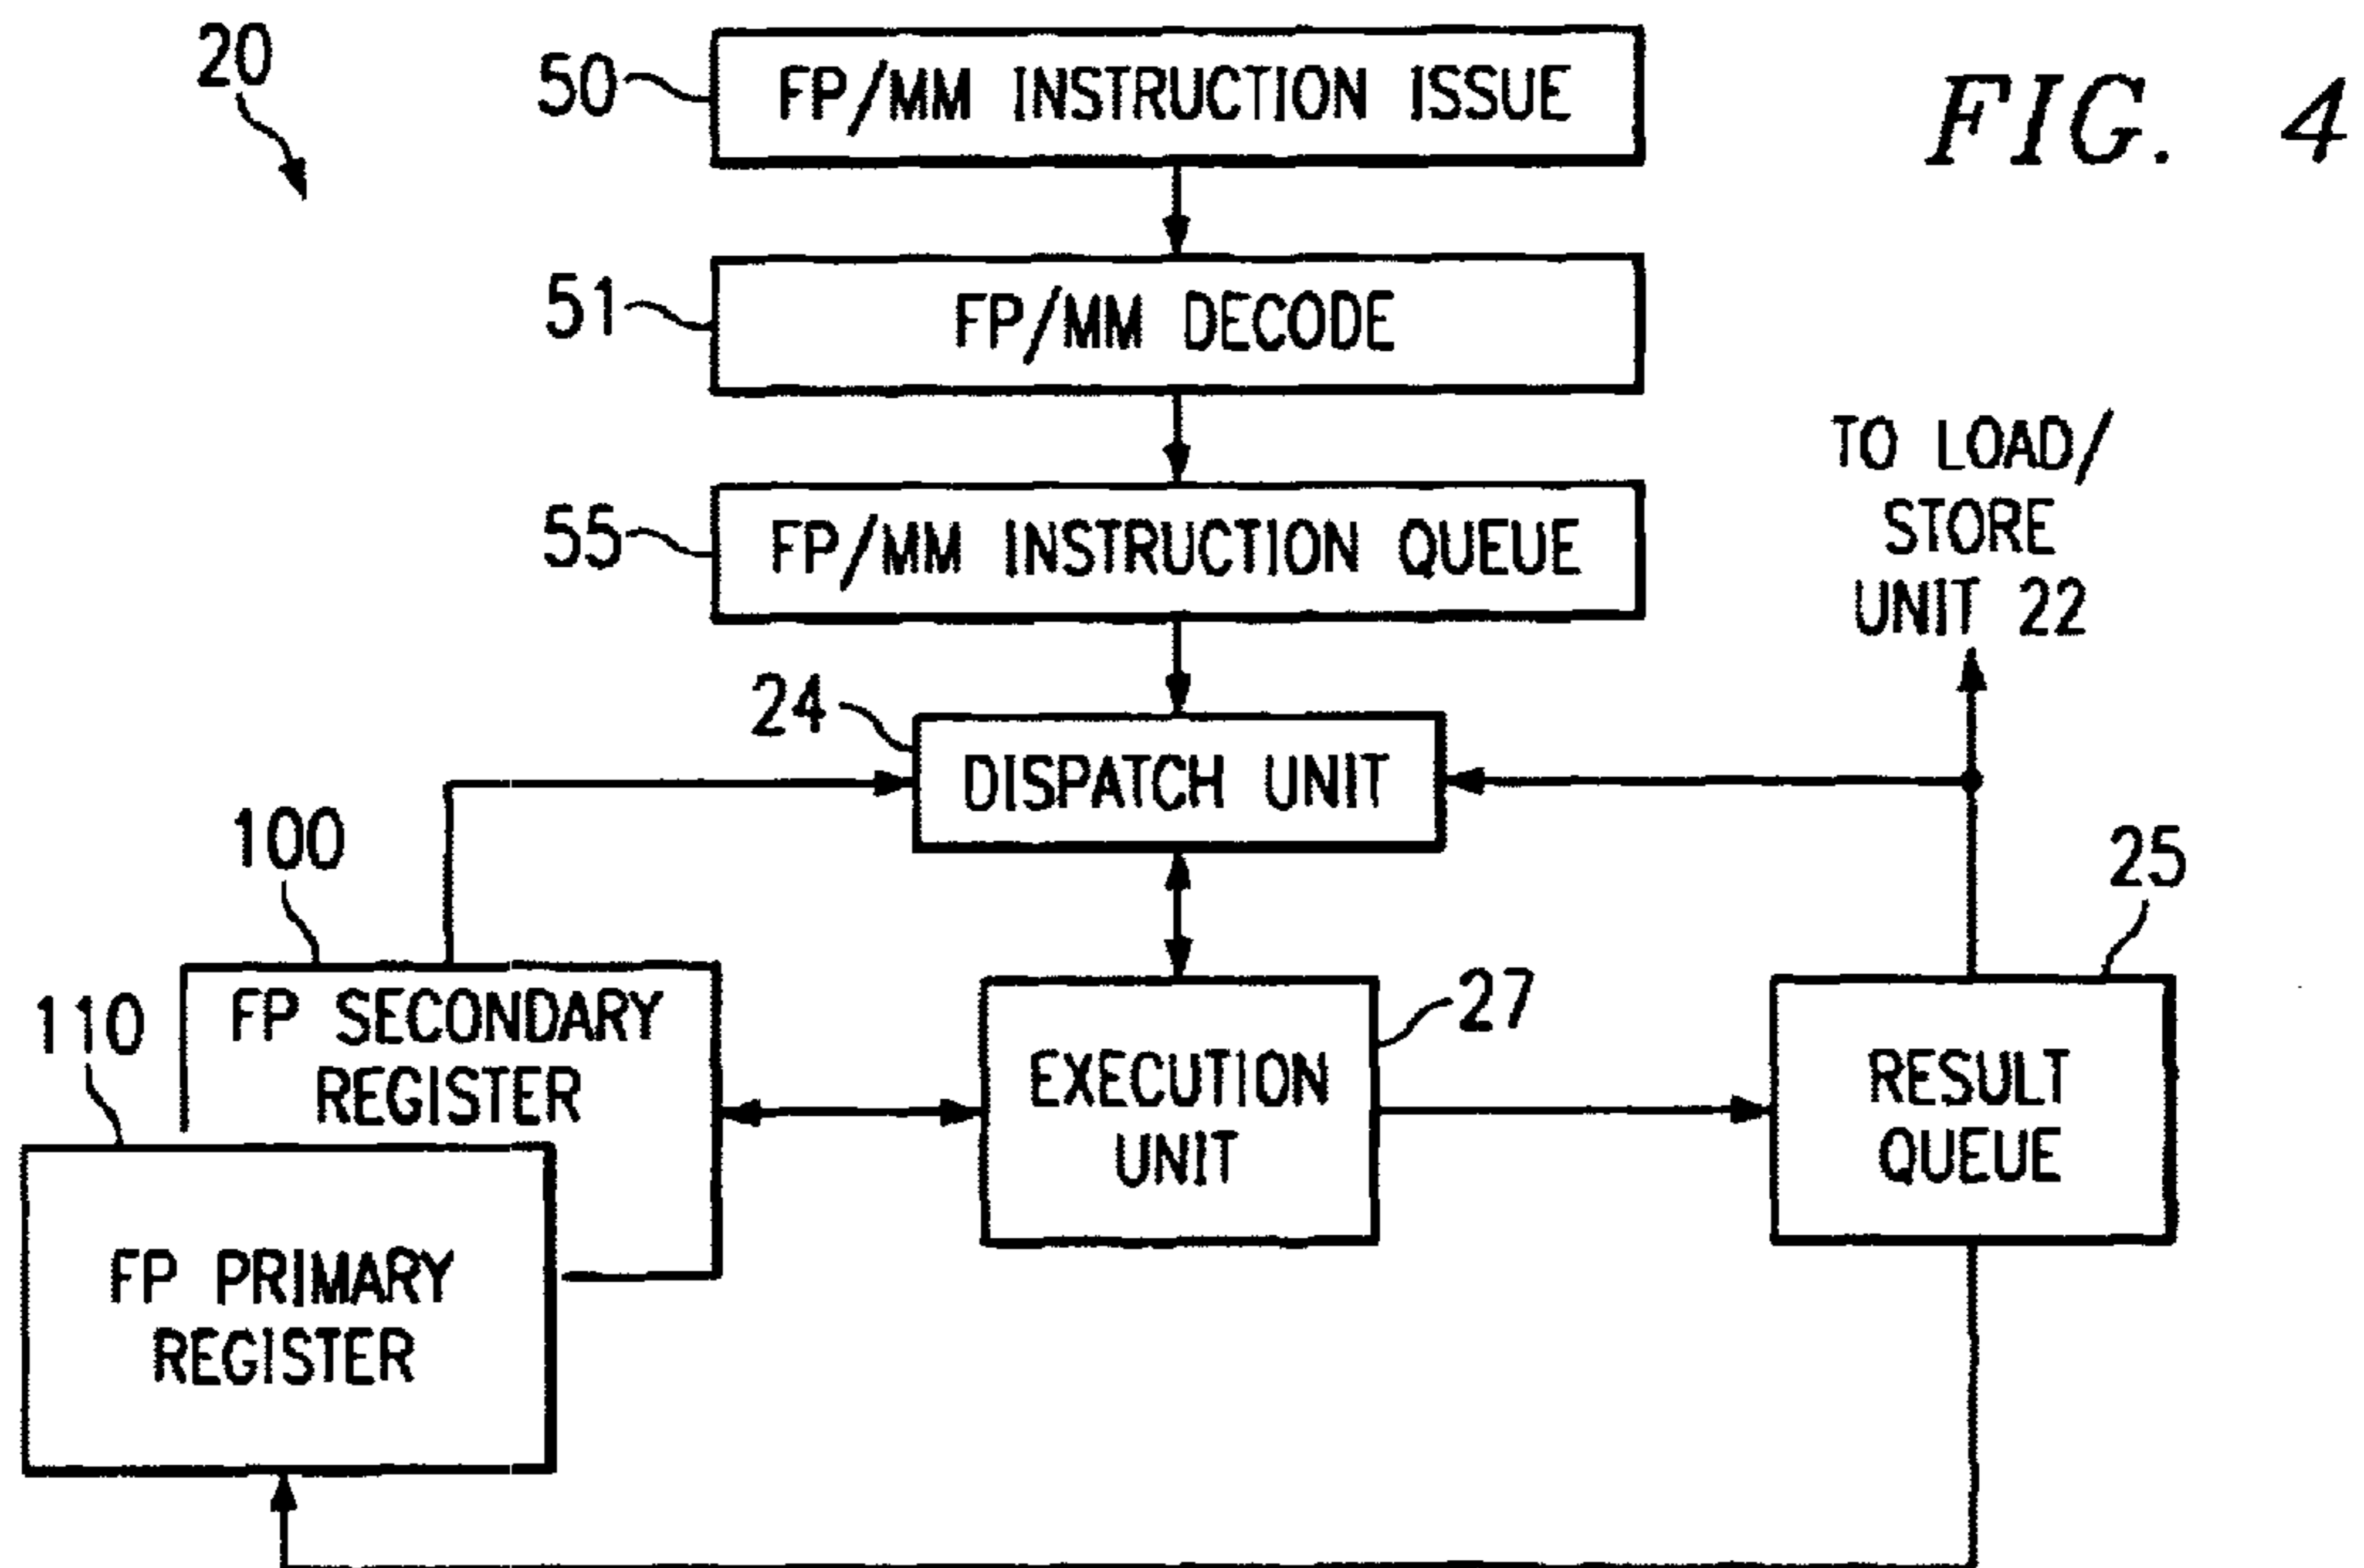 20
50
FP/MM INSTRUCTION ISSUE
FIG. 4
51
FP/MM DECODE
55
FP/MM INSTRUCTION QUEUE
TO LOAD/
STORE
UNIT 22
24
DISPATCH UNIT
100
25
FP SECONDARY
REGISTER
110
27
EXECUTION
UNIT
RESULT
QUEUE
FP PRIMARY
REGISTER